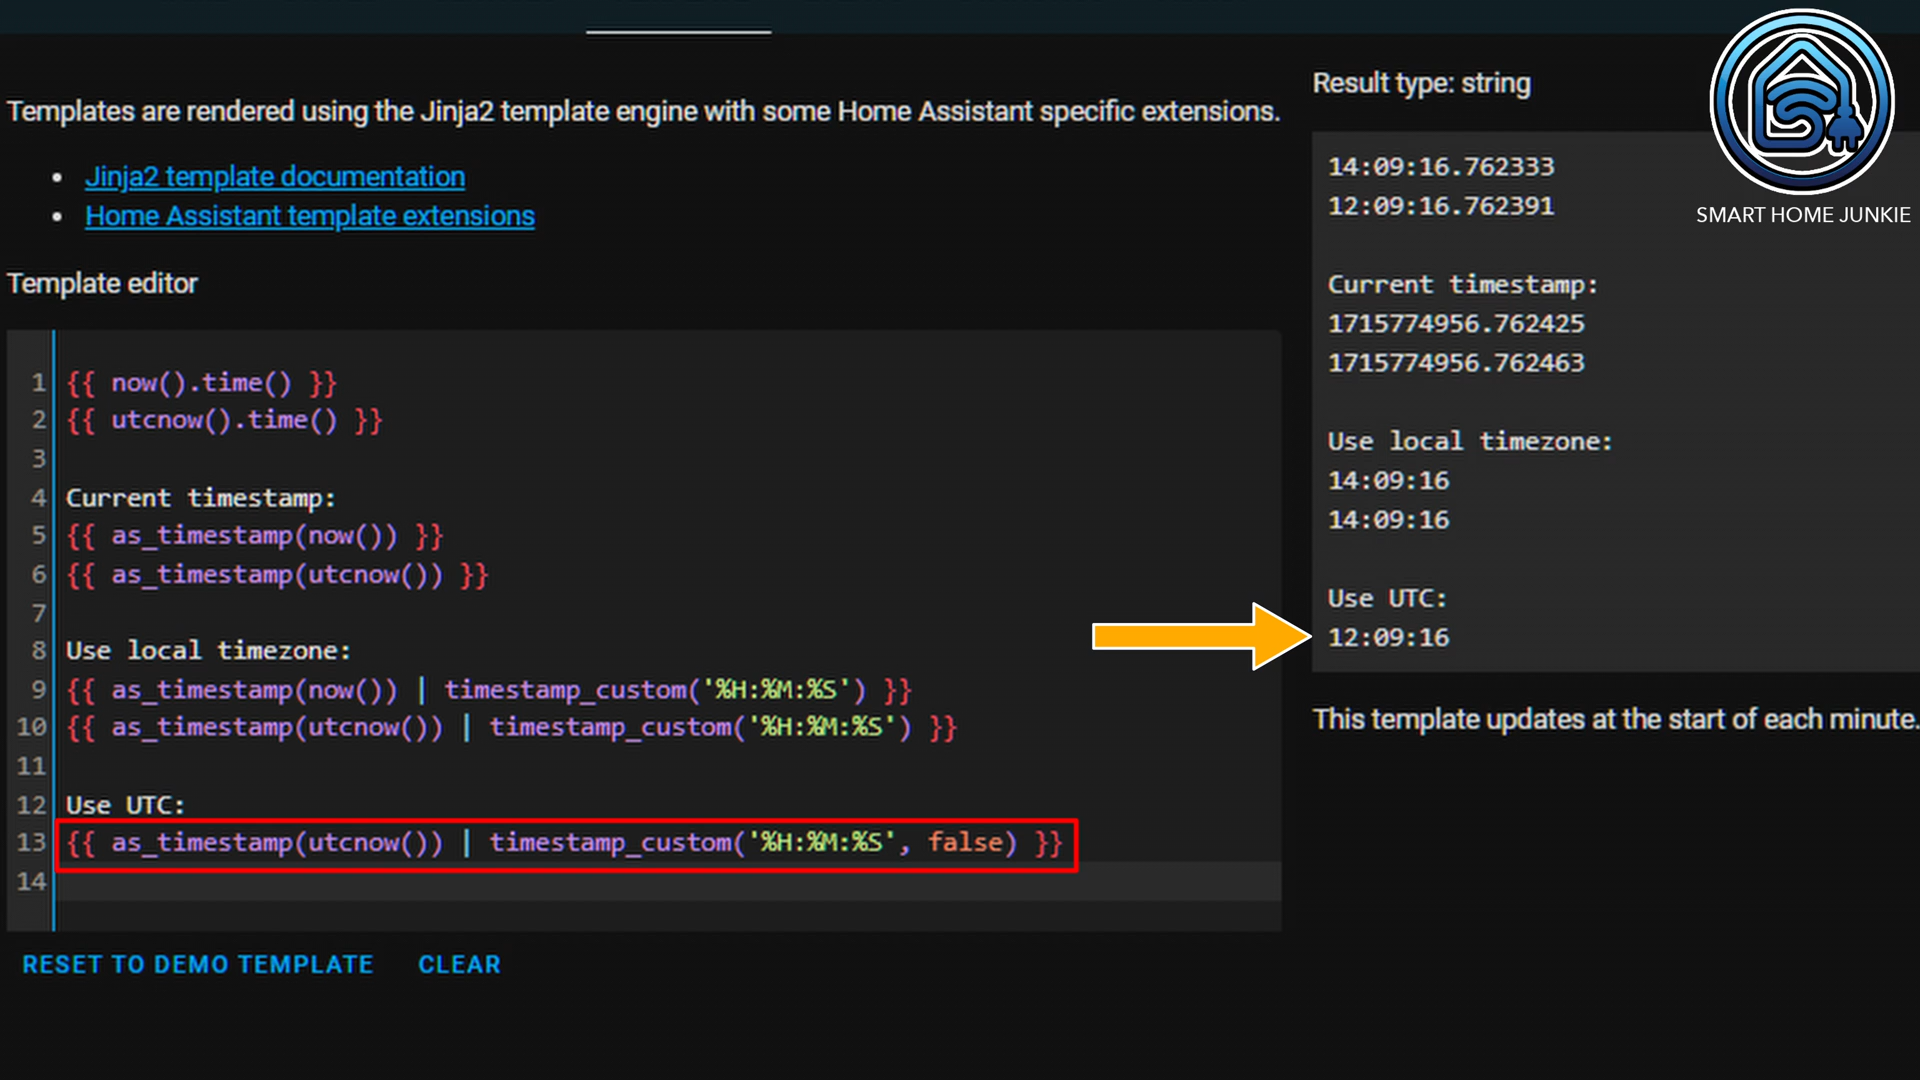 Templates are rendered using the Jinja2 template engine with some Home Assistant specific extensions.
Jinja2 template documentation
Home Assistant template extensions
Template editor
1 {{ now().time() }}
2 {{ utcnow().time() }}
3
4 Current timestamp:
5 {{ as_timestamp(now()) }}
6 {{ as_timestamp(utcnow()) }}
7
8 Use local timezone:
9 {{ as_timestamp(now()) | timestamp_custom('%H:%M:%S') }}
10 {{ as_timestamp(utcnow()) | timestamp_custom('%H:%M:%S') }}
11
12 Use UTC:
13 {{ as_timestamp(utcnow()) | timestamp_custom('%H:%M:%S', false) }}
14
RESET TO DEMO TEMPLATE CLEAR
Result type: string
14:09:16.762333
12:09:16.762391
Current timestamp:
1715774956.762425
1715774956.762463
Use local timezone:
14:09:16
14:09:16
Use UTC:
12:09:16
This template updates at the start of each minute.
SMART HOME JUNKIE